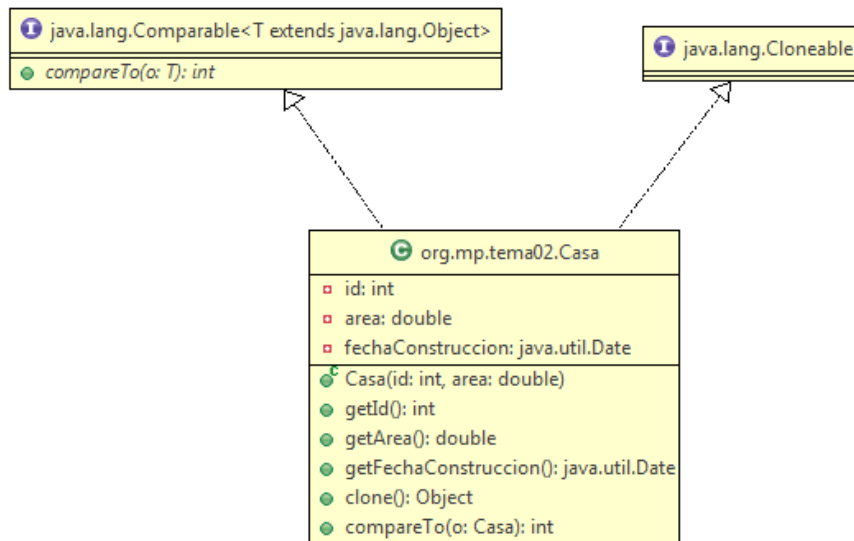 I java.lang.Comparable<T extends java.lang.Object>
compareTo(o: T): int
I java.lang.Cloneable
C org.mp.tema02.Casa
id: int
area: double
fechaConstruccion: java.util.Date
C Casa(id: int, area: double)
getId(): int
getArea(): double
getFechaConstruccion(): java.util.Date
clone(): Object
compareTo(o: Casa): int